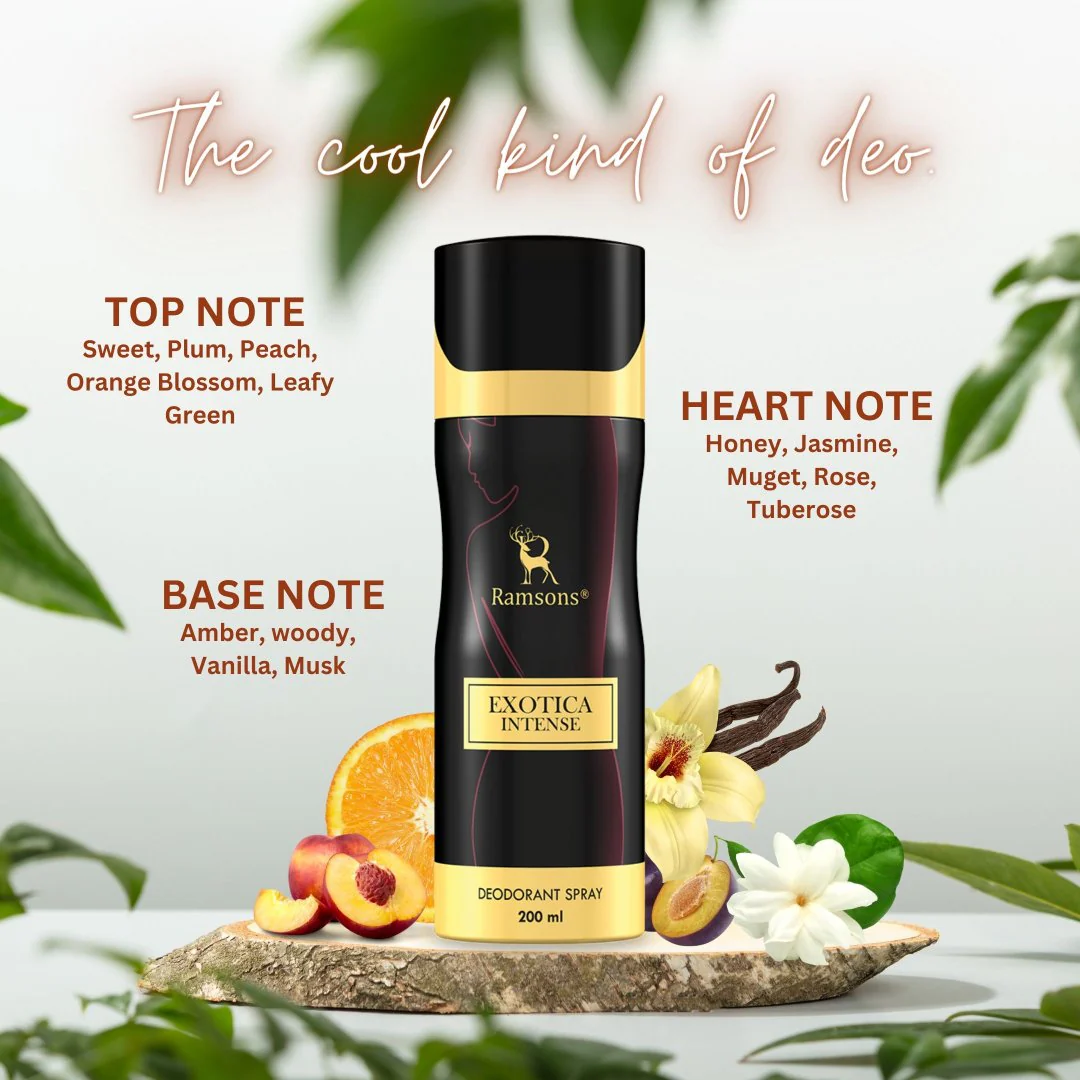 The cool kind of deo.
TOP NOTE
Sweet, Plum, Peach,
Orange Blossom, Leafy
Green
HEART NOTE
Honey, Jasmine,
Muget, Rose,
Tuberose
BASE NOTE
Amber, woody,
Vanilla, Musk
Ramsons®
EXOTICA
INTENSE
DEODORANT SPRAY
200 ml